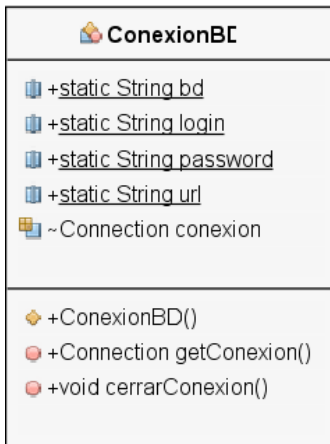 ConexionBD
+static String bd
+static String login
+static String password
+static String url
~Connection conexion
+ConexionBD()
+Connection getConexion()
+void cerrarConexion()